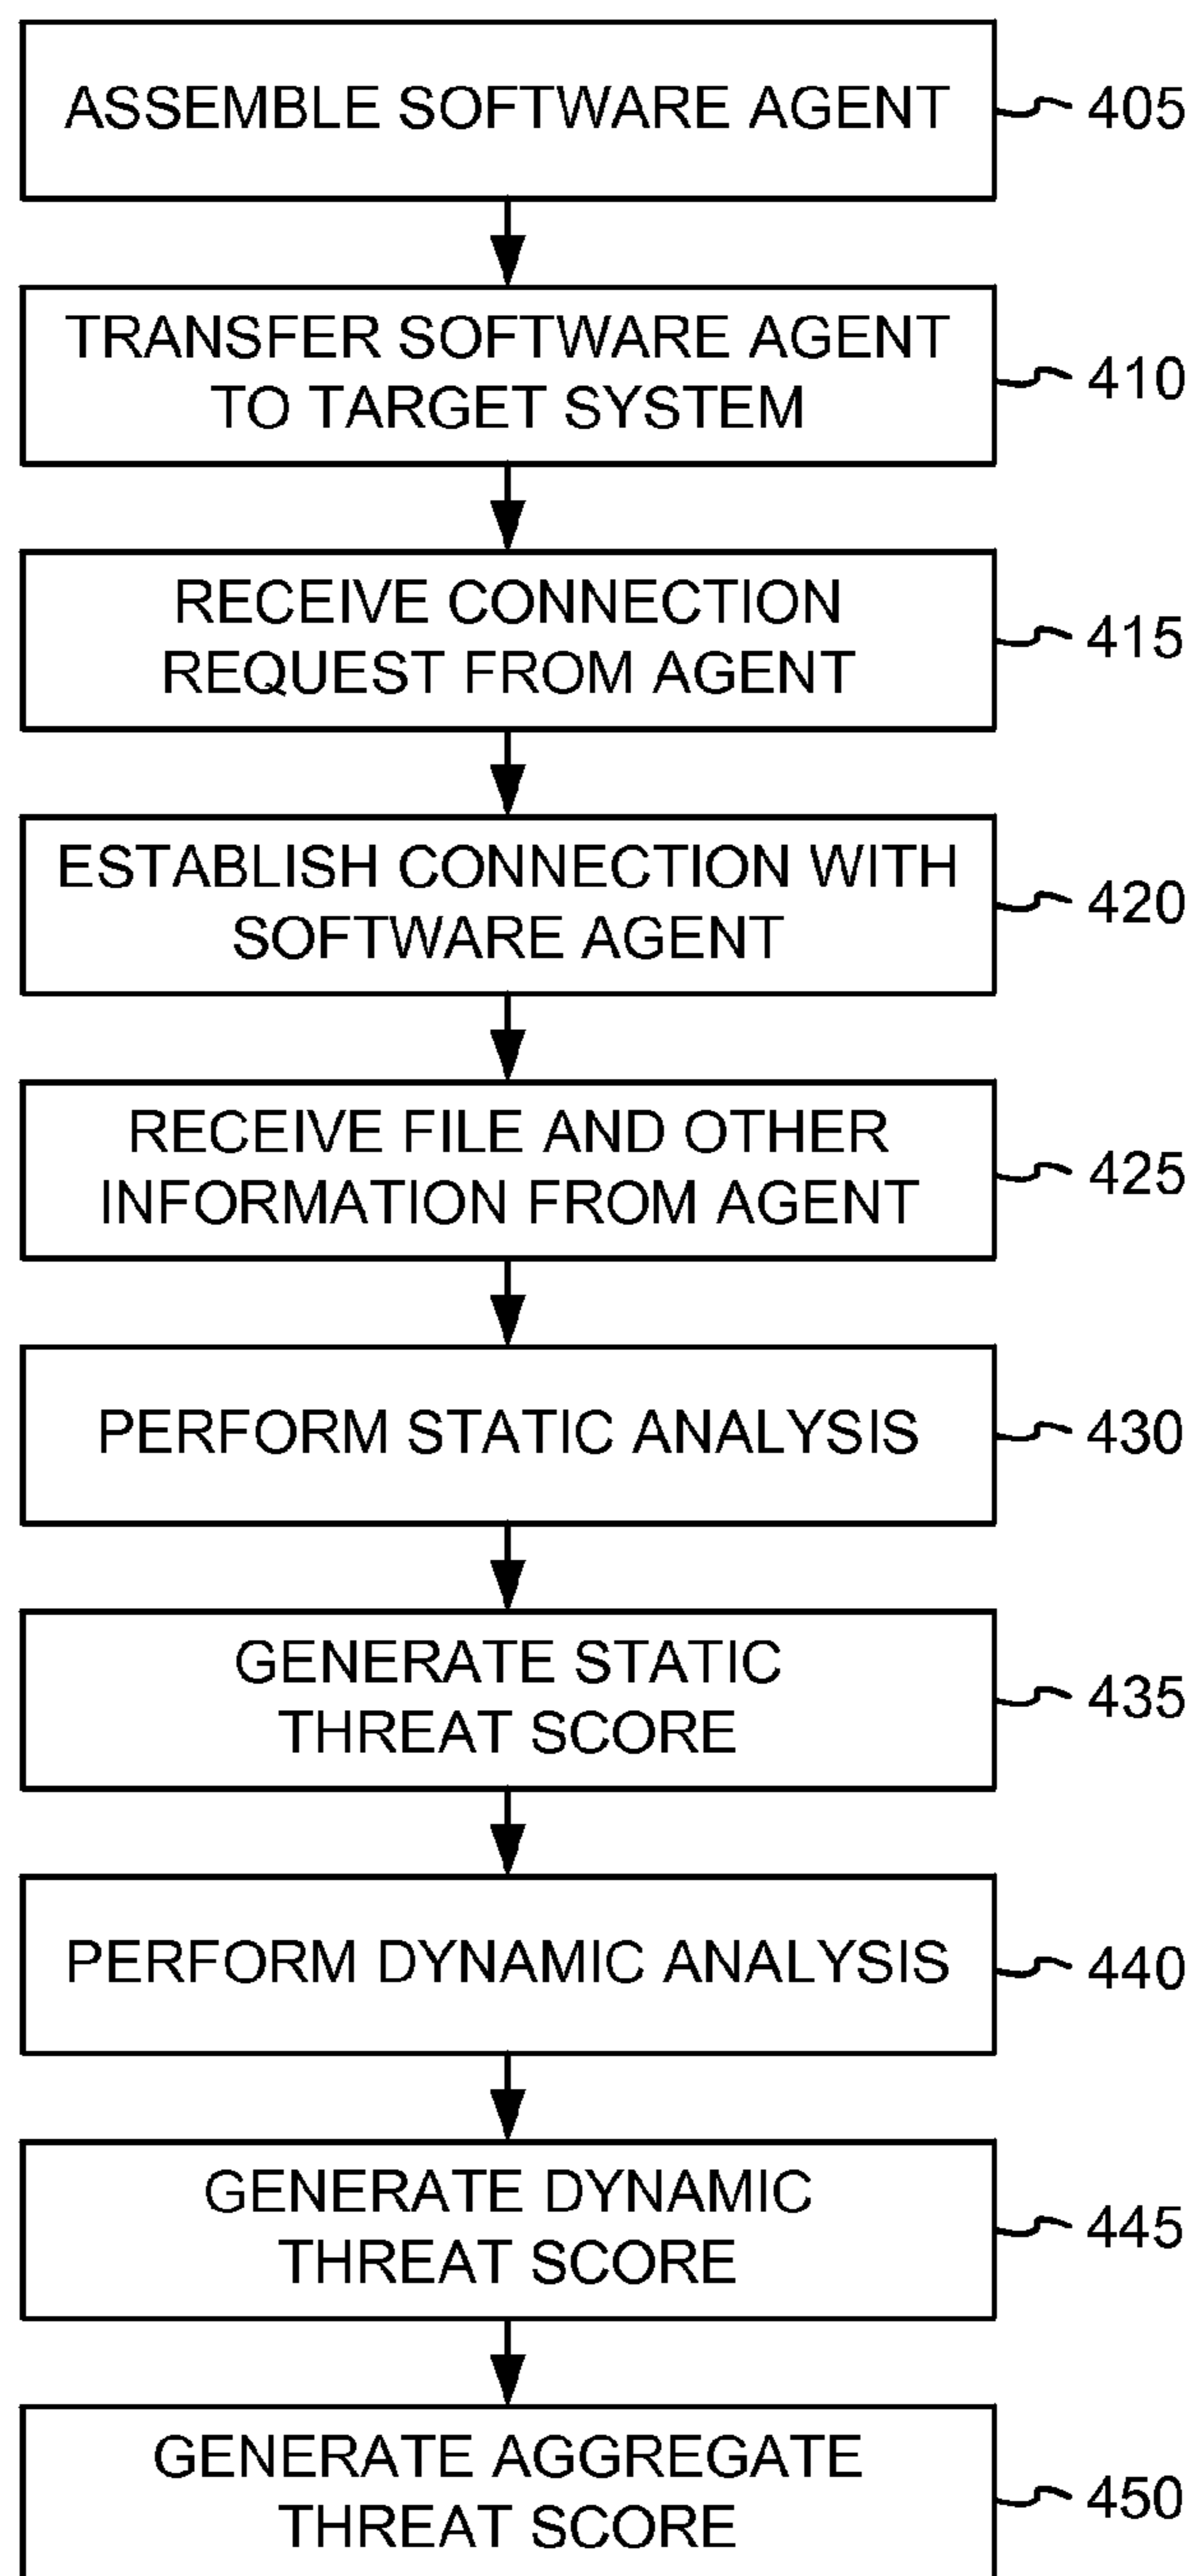 ASSEMBLE SOFTWARE AGENT
405
TRANSFER SOFTWARE AGENT
TO TARGET SYSTEM
410
RECEIVE CONNECTION
REQUEST FROM AGENT
415
ESTABLISH CONNECTION WITH
SOFTWARE AGENT
420
RECEIVE FILE AND OTHER
INFORMATION FROM AGENT
425
PERFORM STATIC ANALYSIS
430
GENERATE STATIC
THREAT SCORE
435
PERFORM DYNAMIC ANALYSIS
440
GENERATE DYNAMIC
THREAT SCORE
445
GENERATE AGGREGATE
THREAT SCORE
450